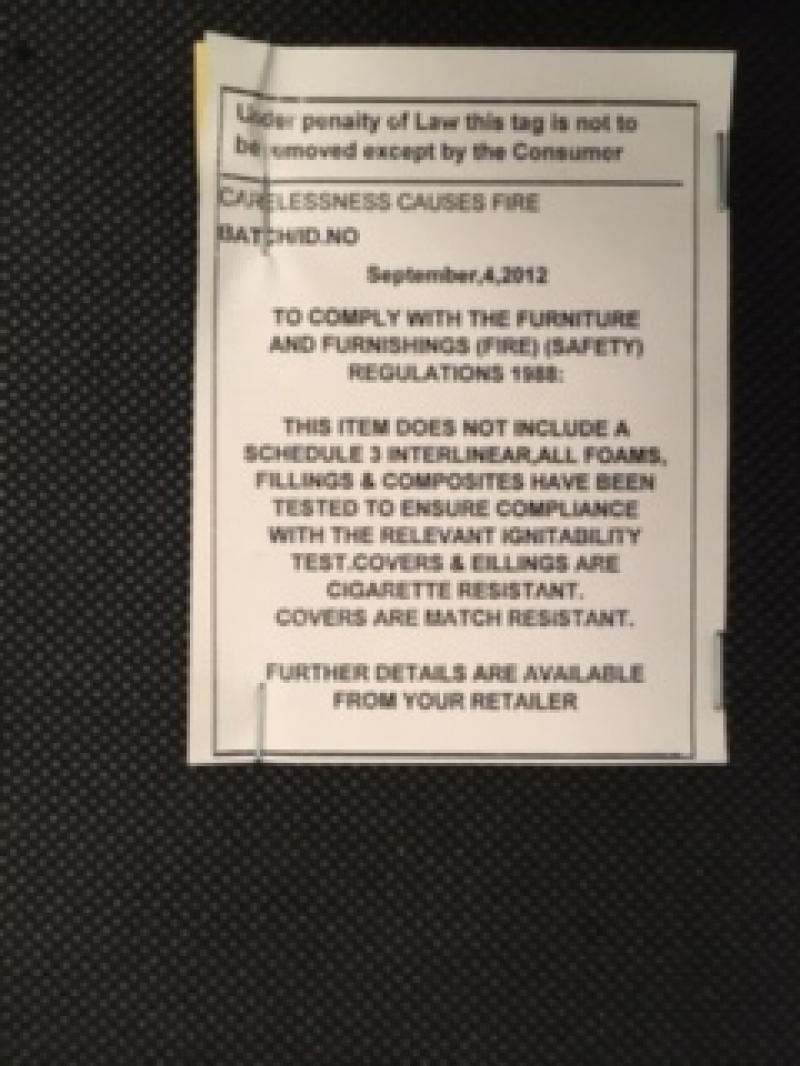 Under penalty of Law this tag is not to
be removed except by the Consumer
CARELESSNESS CAUSES FIRE
BATCH/ID.NO
September,4,2012
TO COMPLY WITH THE FURNITURE
AND FURNISHINGS (FIRE) (SAFETY)
REGULATIONS 1988:
THIS ITEM DOES NOT INCLUDE A
SCHEDULE 3 INTERLINEAR,ALL FOAMS,
FILLINGS & COMPOSITES HAVE BEEN
TESTED TO ENSURE COMPLIANCE
WITH THE RELEVANT IGNITABILITY
TEST.COVERS & EILLINGS ARE
CIGARETTE RESISTANT.
COVERS ARE MATCH RESISTANT.
FURTHER DETAILS ARE AVAILABLE
FROM YOUR RETAILER